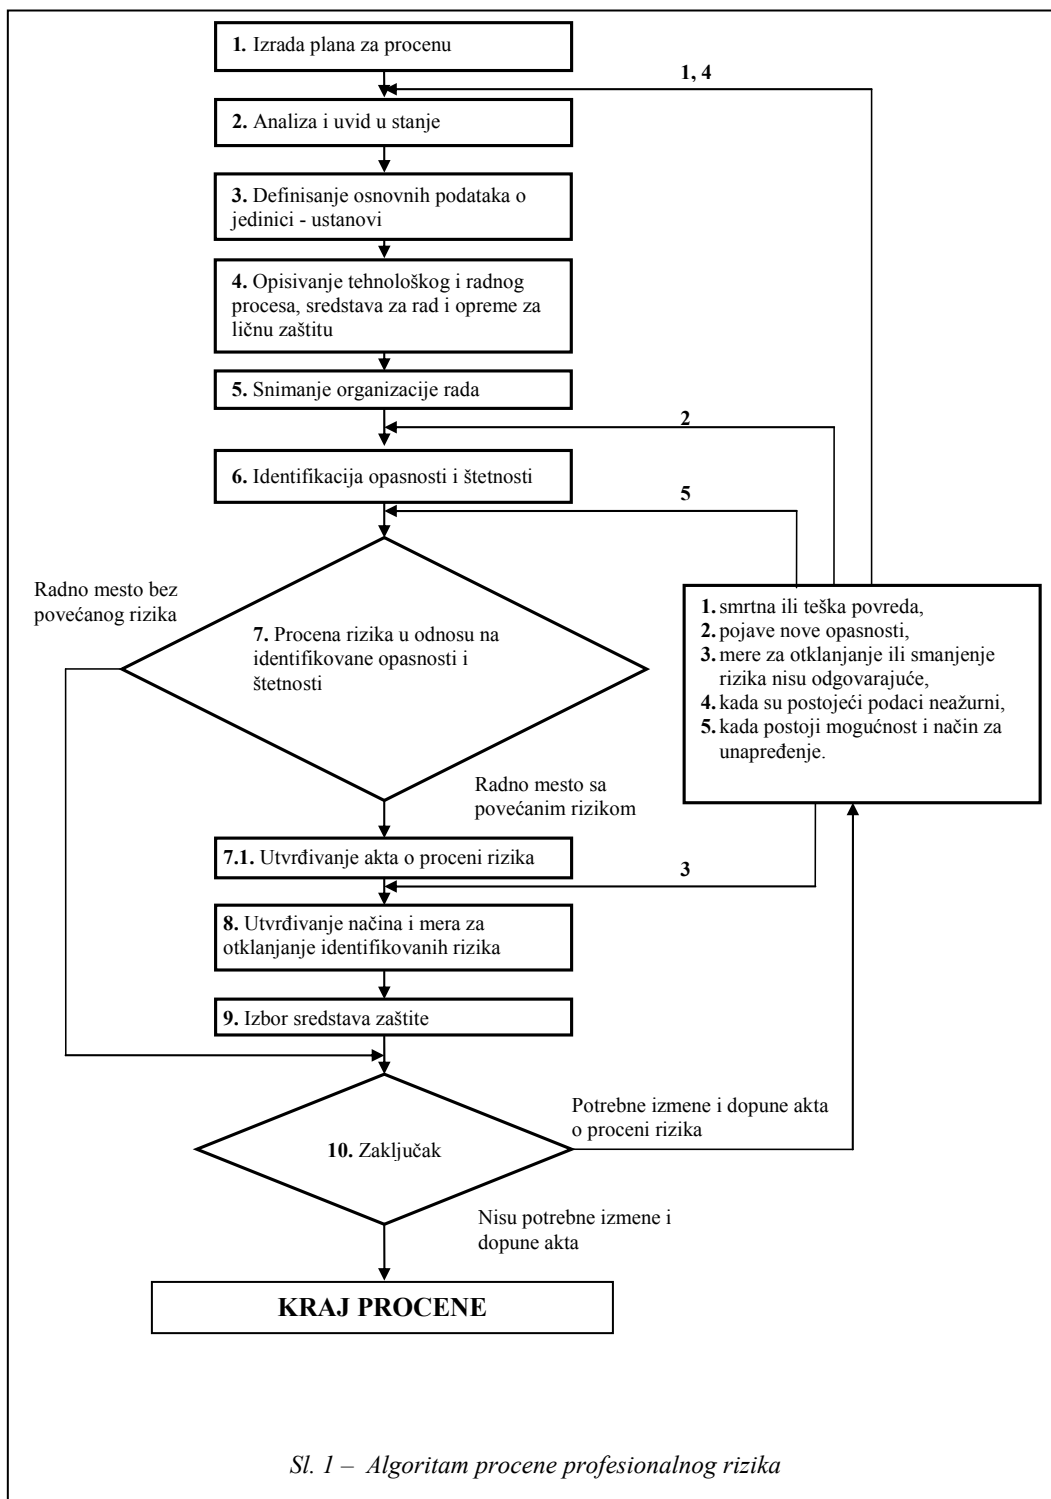 1. Izrada plana za procenu
1, 4
2. Analiza i uvid u stanje
3. Definisanje osnovnih podataka o
jedinici - ustanovi
4. Opisivanje tehnološkog i radnog
procesa, sredstava za rad i opreme za
ličnu zaštitu
5. Snimanje organizacije rada
2
6. Identifikacija opasnosti i štetnosti
5
Radno mesto bez
povećanog rizika
7. Procena rizika u odnosu na
identifikovane opasnosti i
štetnosti
1. smrtna ili teška povreda,
2. pojave nove opasnosti,
3. mere za otklanjanje ili smanjenje
rizika nisu odgovarajuće,
4. kada su postojeći podaci neažurni,
5. kada postoji mogućnost i način za
unapređenje.
Radno mesto sa
povećanim rizikom
7.1. Utvrđivanje akta o proceni rizika
3
8. Utvrđivanje načina i mera za
otklanjanje identifikovanih rizika
9. Izbor sredstava zaštite
Potrebne izmene i dopune akta
o proceni rizika
10. Zaključak
Nisu potrebne izmene i
dopune akta
KRAJ PROCENE
Sl. 1 – Algoritam procene profesionalnog rizika